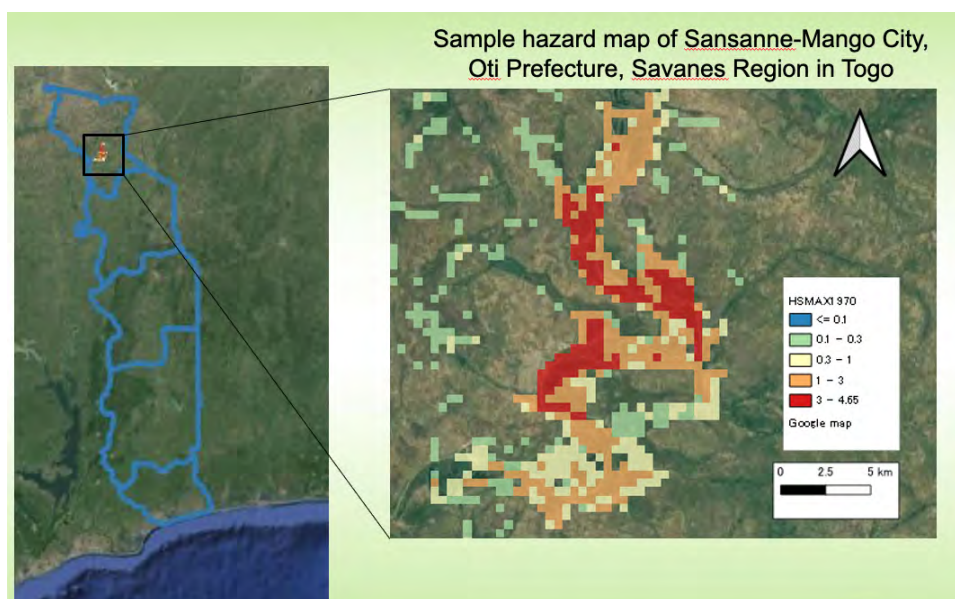 Sample hazard map of Sansanne-Mango City,
Oti Prefecture, Savanes Region in Togo
HSMAX1970
<= 0.1
0.1 - 0.3
0.3 - 1
1 - 3
3 - 4.65
Google map
0 2.5 5 km